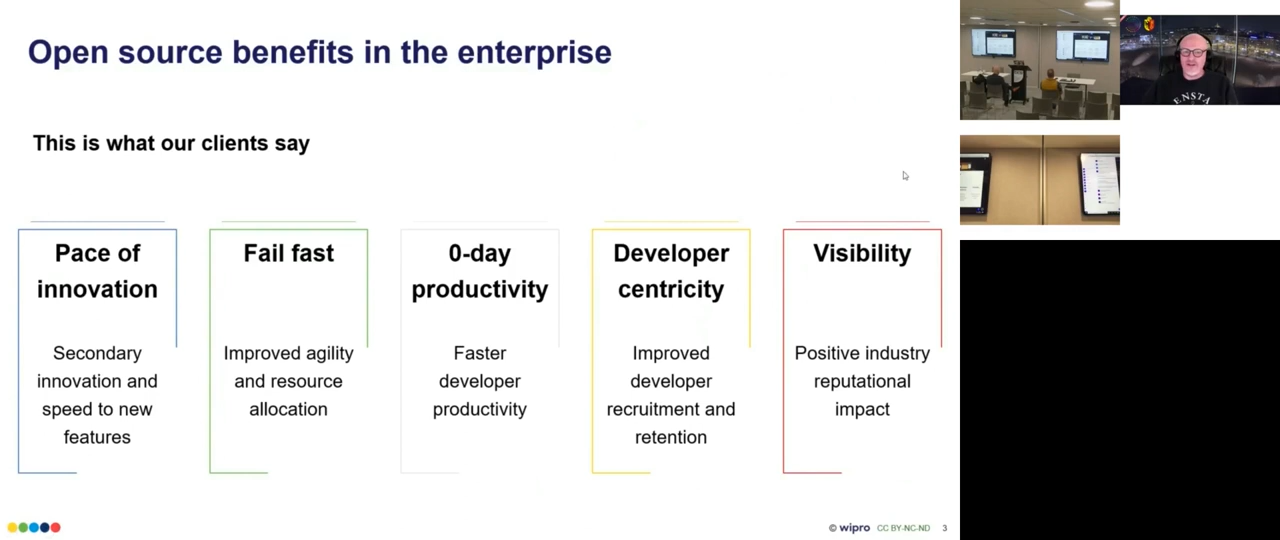 Open source benefits in the enterprise
This is what our clients say
Pace of
innovation
Secondary
innovation and
speed to new
features
Fail fast
Improved agility
and resource
allocation
0-day
productivity
Faster
developer
productivity
Developer
centricity
Improved
developer
recruitment and
retention
Visibility
Positive industry
reputational
impact
© wipro CC BY-NC-ND 3
ENSTA